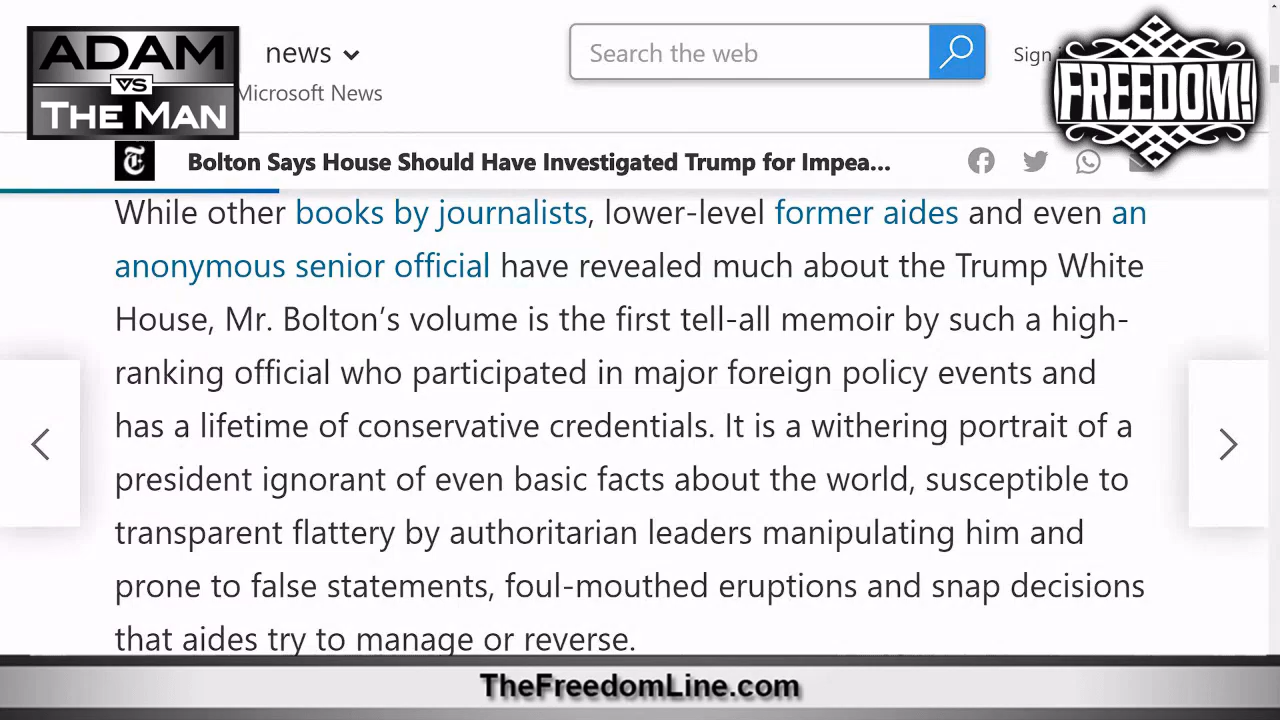 ADAM
VS
THE MAN
news
Search the web
Sign
FREEDOM!
Microsoft News
Bolton Says House Should Have Investigated Trump for Impea...
While other books by journalists, lower-level former aides and even an
anonymous senior official have revealed much about the Trump White
House, Mr. Bolton’s volume is the first tell-all memoir by such a high-
ranking official who participated in major foreign policy events and
has a lifetime of conservative credentials. It is a withering portrait of a
president ignorant of even basic facts about the world, susceptible to
transparent flattery by authoritarian leaders manipulating him and
prone to false statements, foul-mouthed eruptions and snap decisions
that aides try to manage or reverse.
TheFreedomLine.com